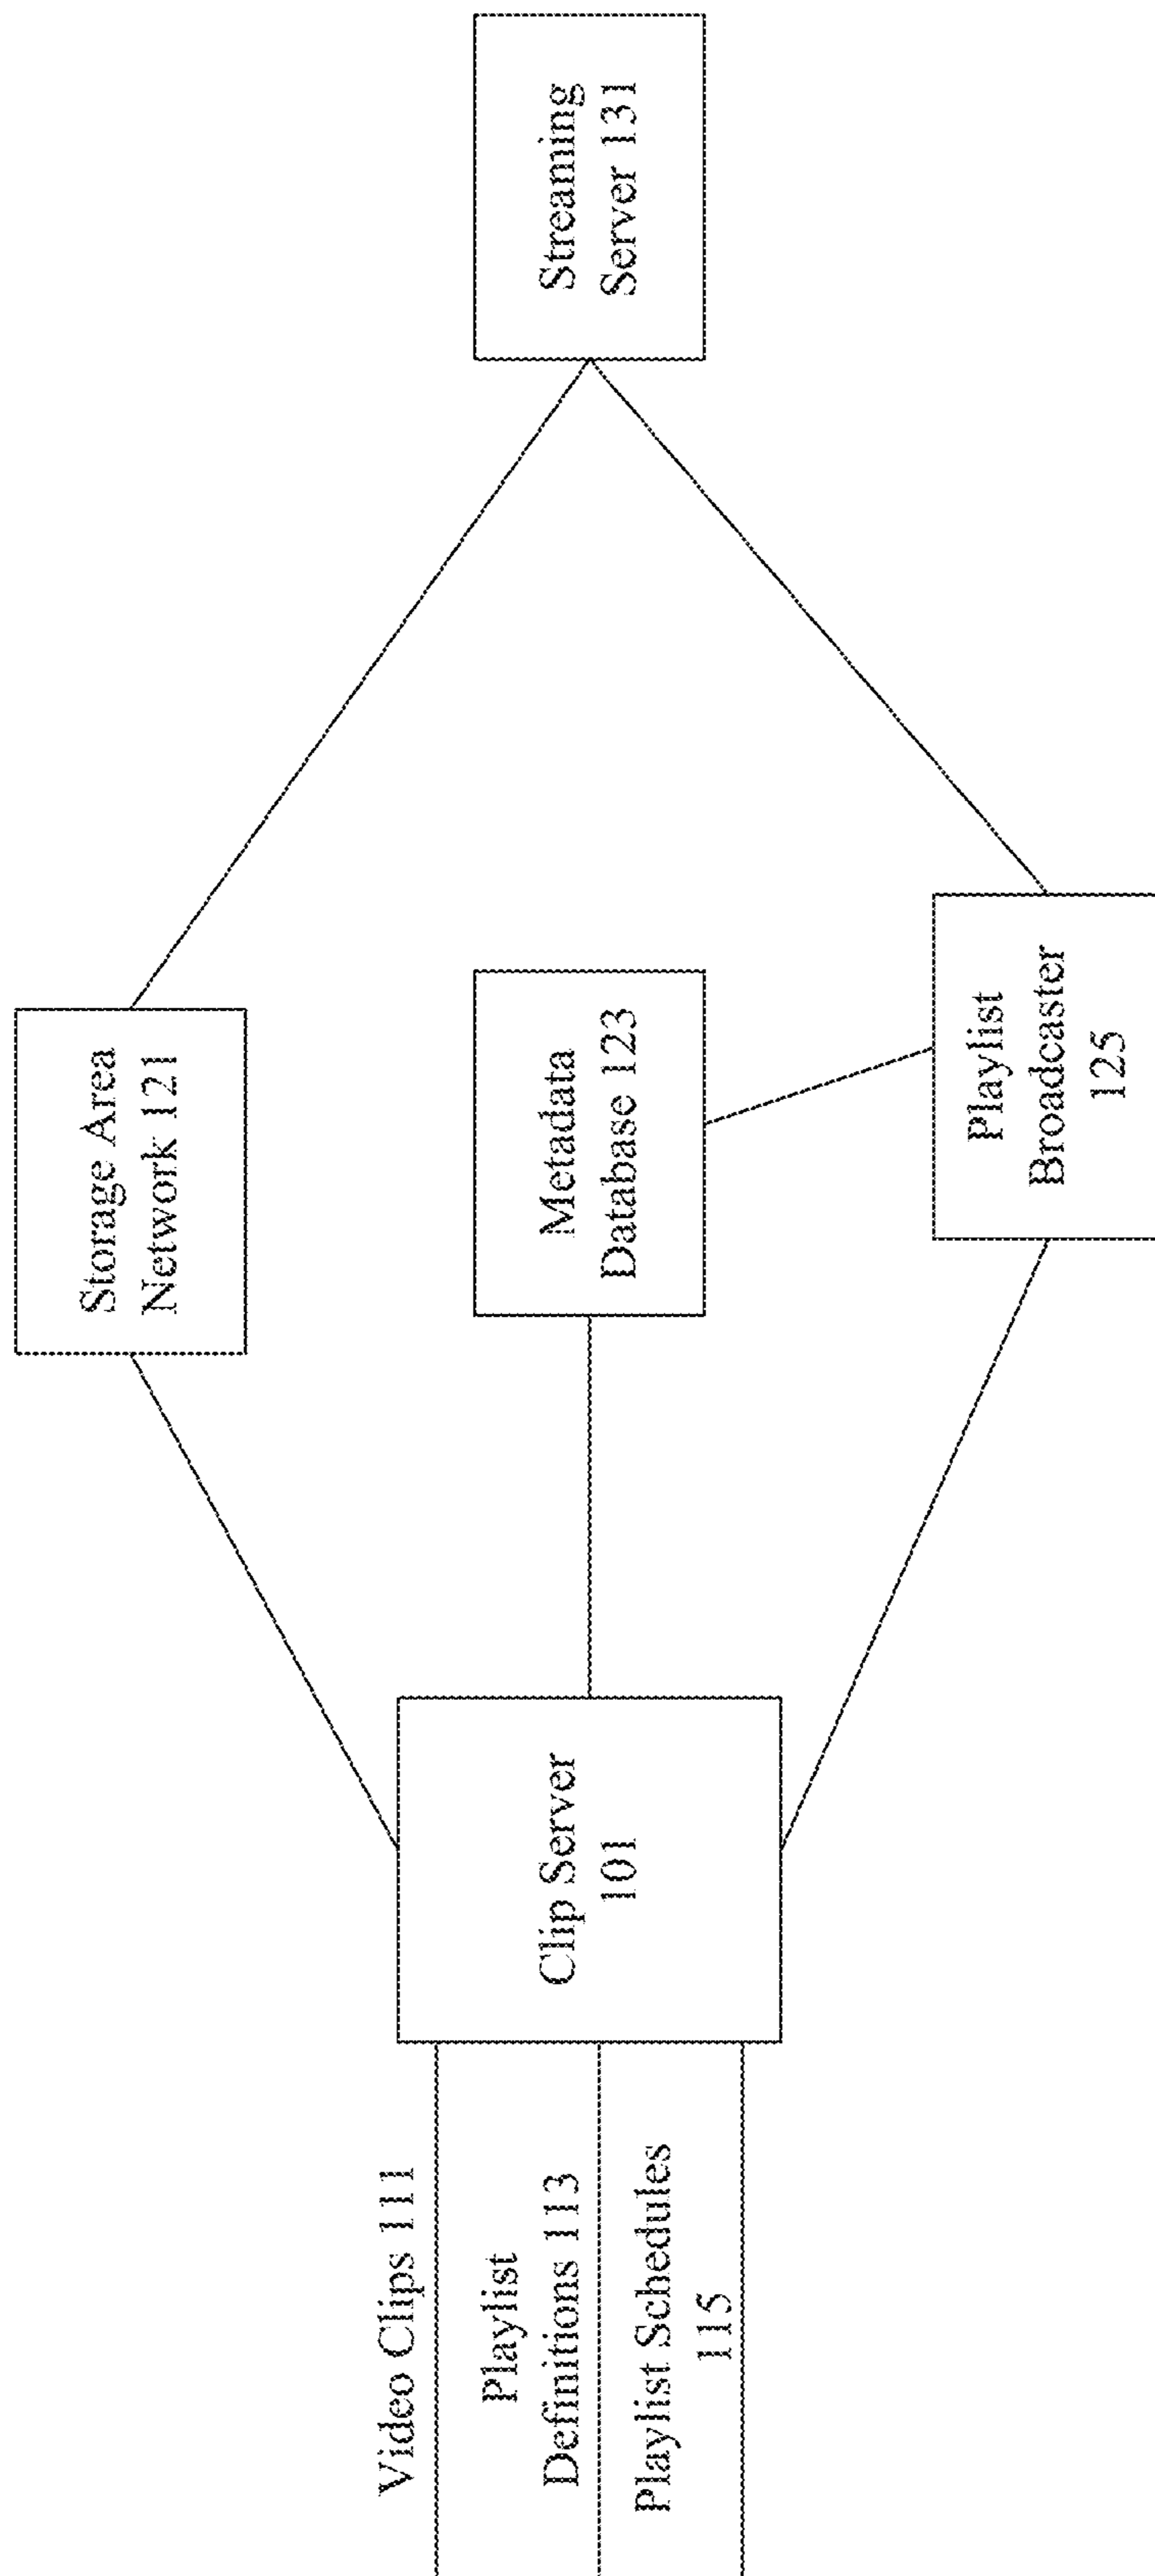 Video Clips 111
Playlist
Definitions 113
Playlist Schedules
115
Clip Server
101
Storage Area
Network 121
Metadata
Database 123
Playlist
Broadcaster
125
Streaming
Server 131